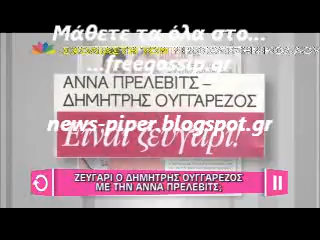 Μάθετε τα όλα στο...
...freegossip.gr
ΑΝΝΑ ΠΡΕΛΕΒΙΤΣ –
ΔΗΜΗΤΡΗΣ ΟΥΓΓΑΡΕΖΟΣ
news-piper.blogspot.gr
Είναι ζευγάρι!
ΖΕΥΓΑΡΙ Ο ΔΗΜΗΤΡΗΣ ΟΥΓΓΑΡΕΖΟΣ
ΜΕ ΤΗΝ ΑΝΝΑ ΠΡΕΛΕΒΙΤΣ;